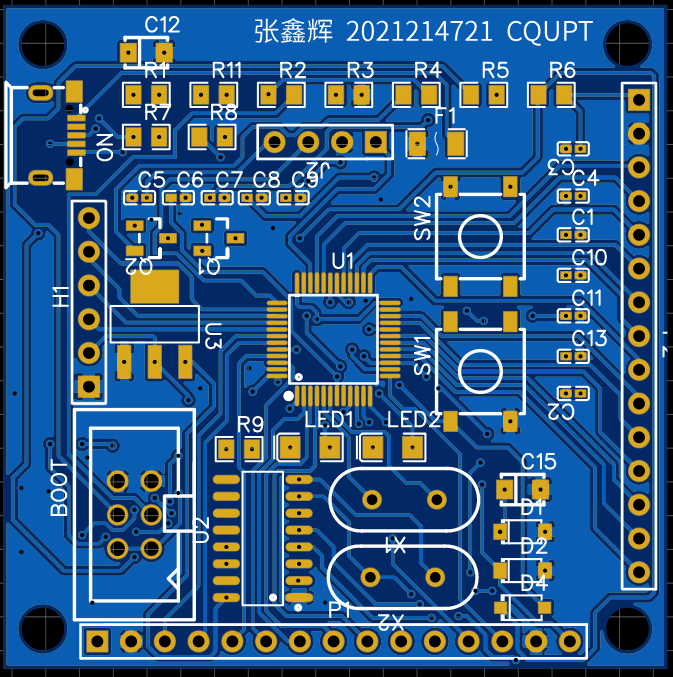 张鑫辉 2021214721 CQUPT
C12
R1 R11 R2 R3 R4 R5 R6
R7 R8 F1
NO
J2
C3
C5 C6 C7 C8 C9
C4
SW2
C1
Q2 Q1
U1
C10
H1
C11
U3
SW1
C13
C2
R9 LED1 LED2
BOOT
C15
D1
U2
X1
D2
D4
P1
X2